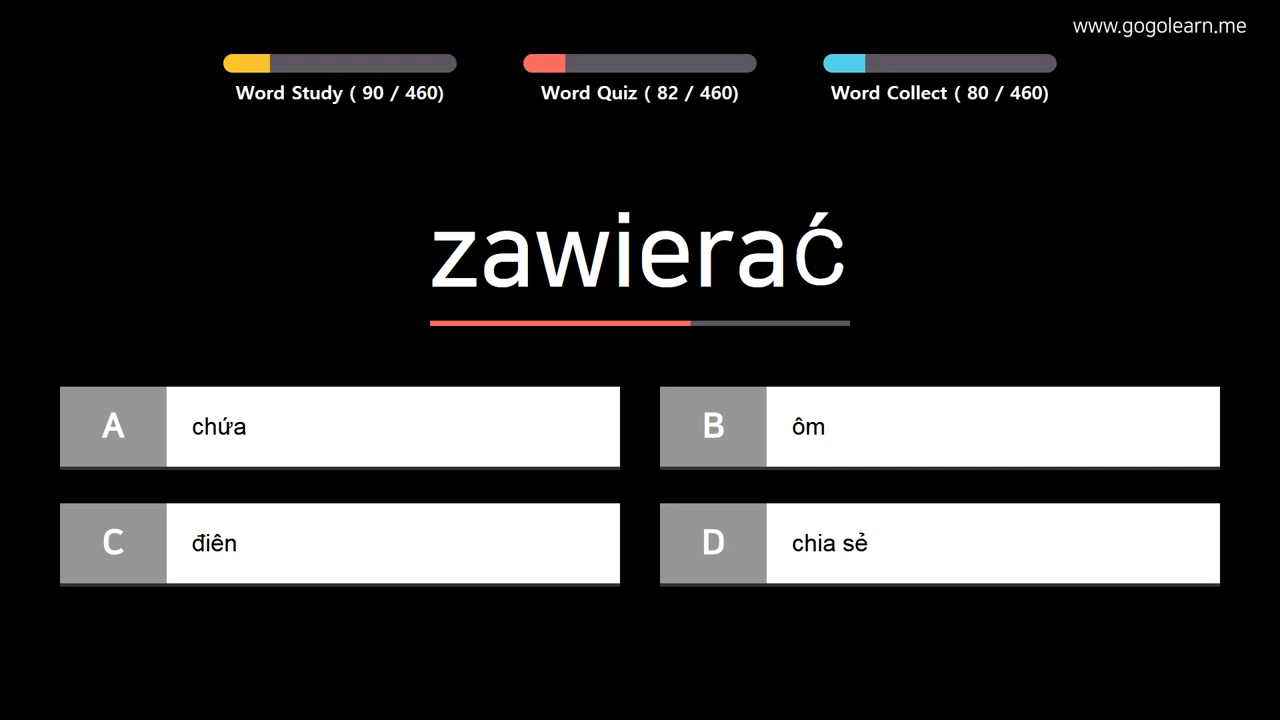 www.gogolearn.me
Word Study ( 90 / 460)
Word Quiz ( 82 / 460)
Word Collect ( 80 / 460)
zawierać
A
chứa
B
ôm
C
điên
D
chia sẻ